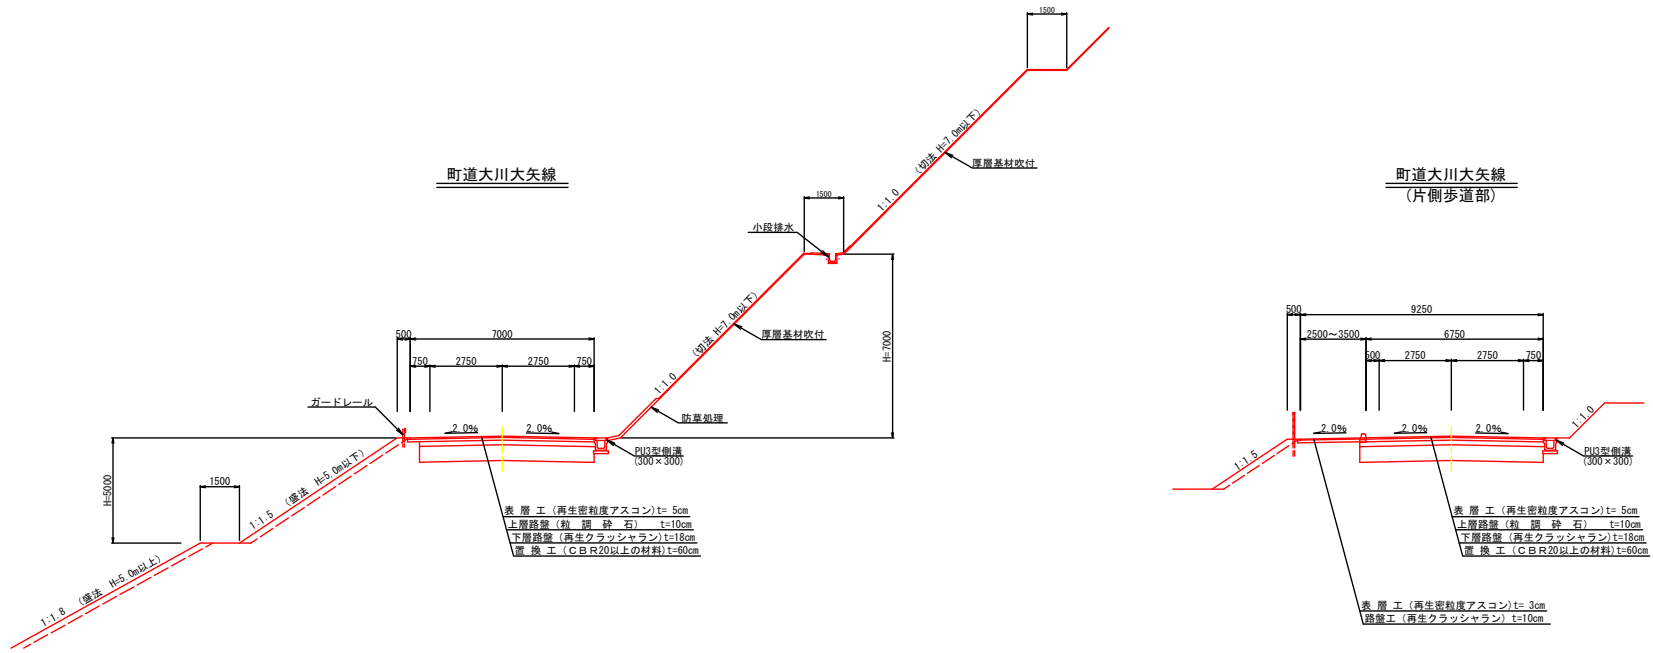 町道大川大矢線
1500
(切法 H=7.0m以下)
厚層基材吹付
1:1.0
1500
小段排水
(切法 H=7.0m以下)
厚層基材吹付
H=7000
1:1.0
防草処理
500
7000
750
2750
2750
750
ガードレール
2.0%
2.0%
PU3型側溝
(300×300)
H=5000
1500
1:1.5 (盛法 H=5.0m以下)
1:1.8 (盛法 H=5.0m以上)
表 層 工(再生密粒度アスコン)t= 5cm
上層路盤(粒 調 砕 石) t=10cm
下層路盤(再生クラッシャラン)t=18cm
置 換 工(CBR20以上の材料)t=60cm
町道大川大矢線
(片側歩道部)
500
9250
2500～3500
6750
500
2750
2750
750
1:1.0
2.0%
2.0%
2.0%
1:1.5
PU3型側溝
(300×300)
表 層 工(再生密粒度アスコン)t= 5cm
上層路盤(粒 調 砕 石) t=10cm
下層路盤(再生クラッシャラン)t=18cm
置 換 工(CBR20以上の材料)t=60cm
表 層 工(再生密粒度アスコン)t= 3cm
路盤工(再生クラッシャラン)t=10cm